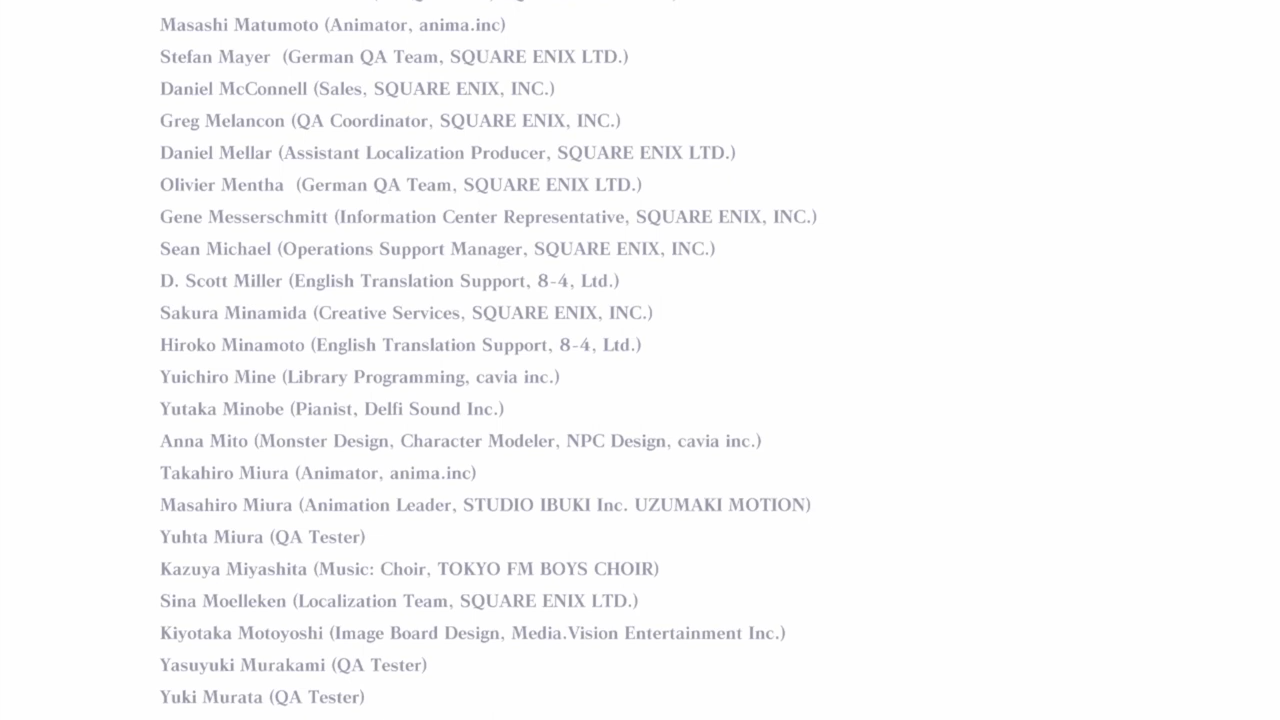 Masashi Matumoto (Animator, anima.inc)
Stefan Mayer  (German QA Team, SQUARE ENIX LTD.)
Daniel McConnell (Sales, SQUARE ENIX, INC.)
Greg Melancon (QA Coordinator, SQUARE ENIX, INC.)
Daniel Mellar (Assistant Localization Producer, SQUARE ENIX LTD.)
Olivier Mentha  (German QA Team, SQUARE ENIX LTD.)
Gene Messerschmitt (Information Center Representative, SQUARE ENIX, INC.)
Sean Michael (Operations Support Manager, SQUARE ENIX, INC.)
D. Scott Miller (English Translation Support, 8-4, Ltd.)
Sakura Minamida (Creative Services, SQUARE ENIX, INC.)
Hiroko Minamoto (English Translation Support, 8-4, Ltd.)
Yuichiro Mine (Library Programming, cavia inc.)
Yutaka Minobe (Pianist, Delfi Sound Inc.)
Anna Mito (Monster Design, Character Modeler, NPC Design, cavia inc.)
Takahiro Miura (Animator, anima.inc)
Masahiro Miura (Animation Leader, STUDIO IBUKI Inc. UZUMAKI MOTION)
Yuhta Miura (QA Tester)
Kazuya Miyashita (Music: Choir, TOKYO FM BOYS CHOIR)
Sina Moelleken (Localization Team, SQUARE ENIX LTD.)
Kiyotaka Motoyoshi (Image Board Design, Media.Vision Entertainment Inc.)
Yasuyuki Murakami (QA Tester)
Yuki Murata (QA Tester)